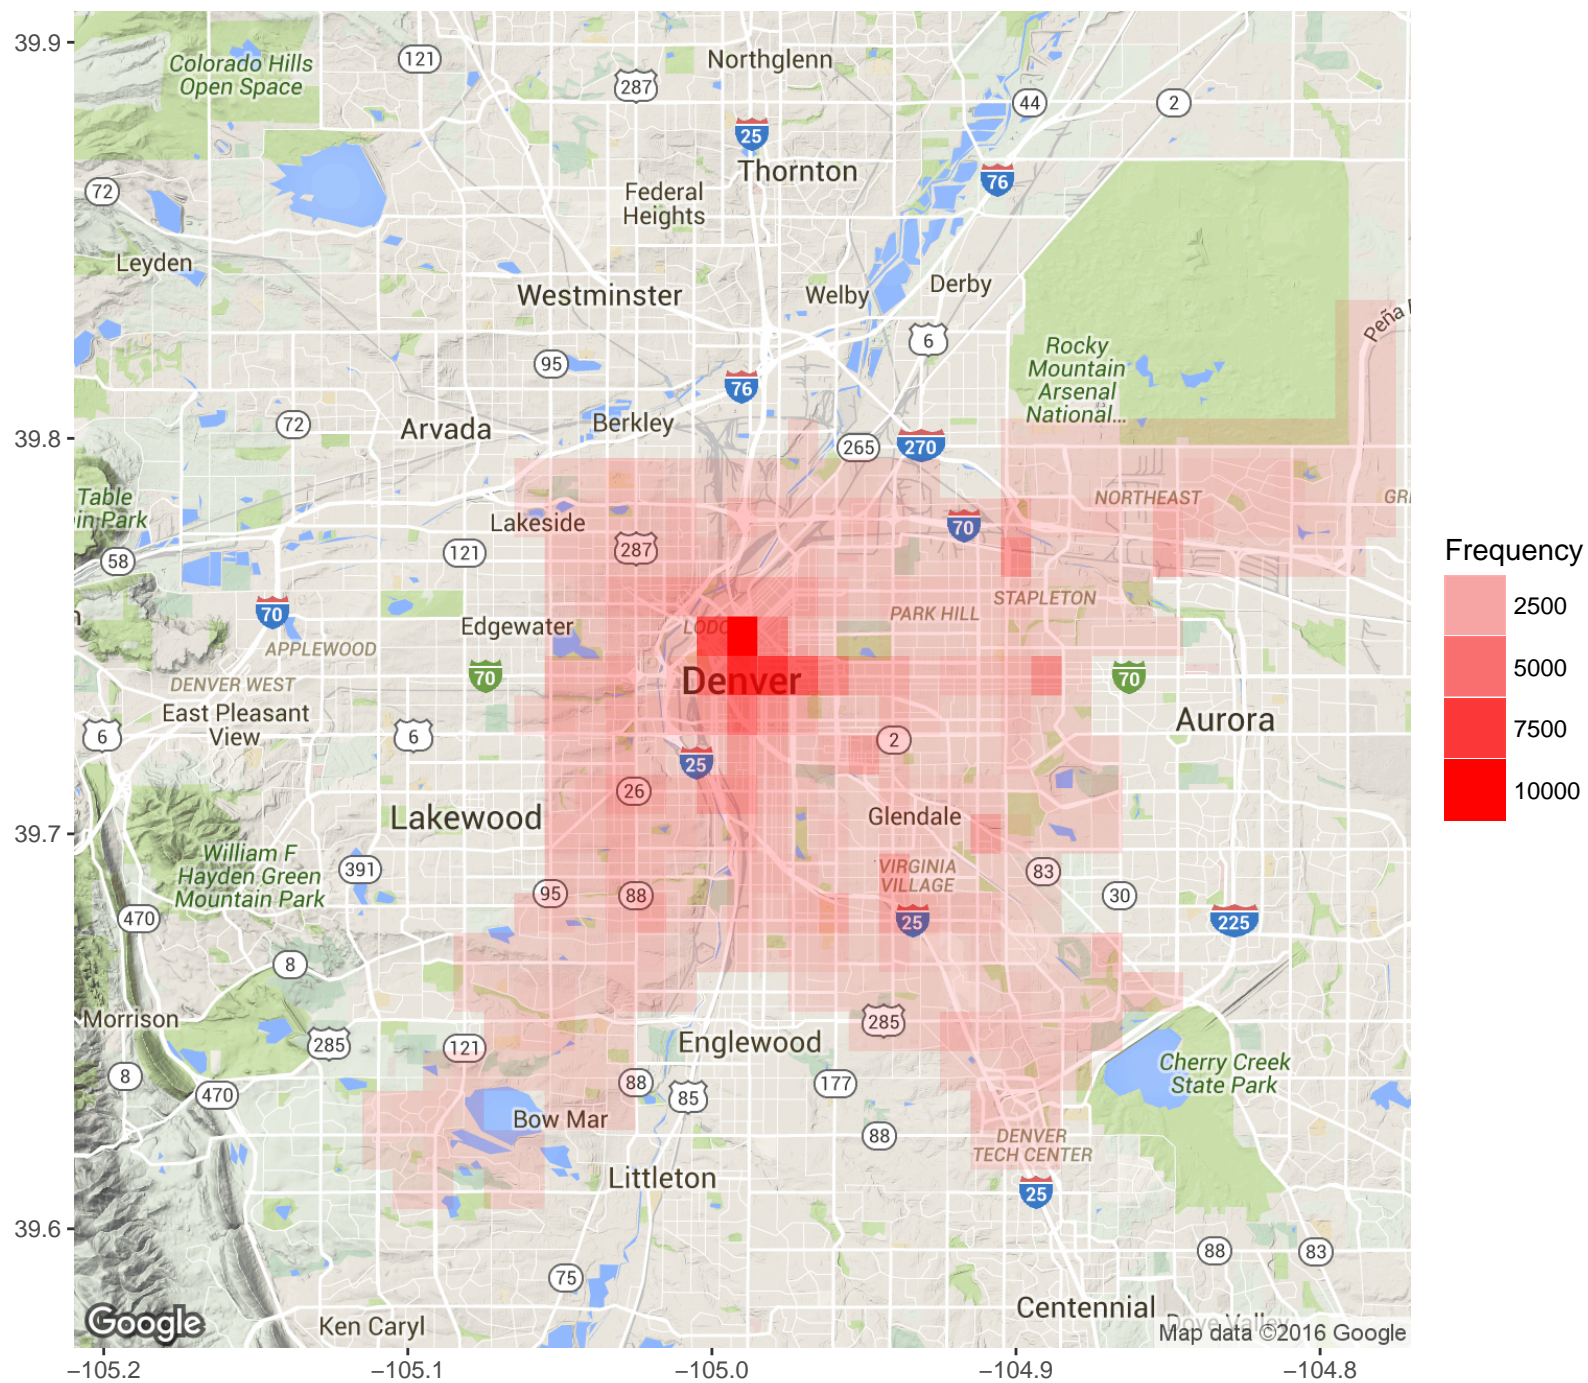 39.9
39.8
39.7
39.6
−105.2
−105.1
−105.0
−104.9
−104.8
Colorado Hills
Open Space
121
287
Northglenn
25
44
2
Thornton
76
72
Federal
Heights
Leyden
Westminster
Welby
Derby
6
Peña
95
Rocky
Mountain
Arsenal
National...
76
72
Arvada
Berkley
265
270
Table
in Park
Lakeside
NORTHEAST
GRE
58
121
287
70
70
Edgewater
LODO
PARK HILL
STAPLETON
APPLEWOOD
DENVER WEST
70
Denver
70
East Pleasant
View
6
6
2
Aurora
25
26
Lakewood
Glendale
William F
Hayden Green
Mountain Park
391
95
88
VIRGINIA
VILLAGE
83
30
470
25
225
8
Morrison
285
121
Englewood
285
Cherry Creek
State Park
8
470
88
85
177
Bow Mar
88
DENVER
TECH CENTER
Littleton
25
75
88
83
Ken Caryl
Centennial
Dove Valley
Google
Map data ©2016 Google
Frequency
2500
5000
7500
10000